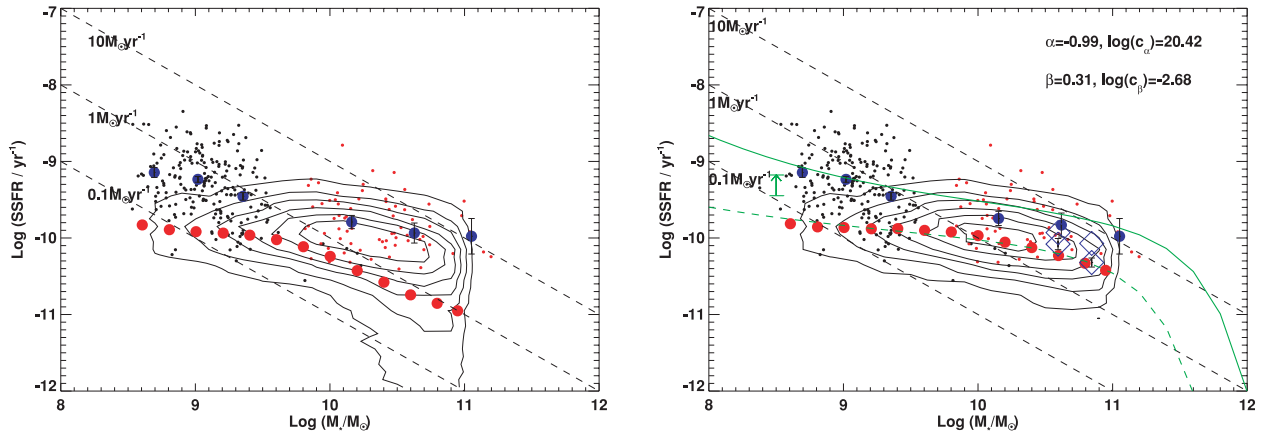 -7
-8
-9
-10
-11
-12
Log (SSFR / yr⁻¹)
10M⊙yr⁻¹
1M⊙yr⁻¹
0.1M⊙yr⁻¹
8 9 10 11 12
Log (M⋆/M⊙)
-7
-8
-9
-10
-11
-12
Log (SSFR / yr⁻¹)
10M⊙yr⁻¹
1M⊙yr⁻¹
0.1M⊙yr⁻¹
α=-0.99, log(c_α)=20.42
β=0.31, log(c_β)=-2.68
8 9 10 11 12
Log (M⋆/M⊙)